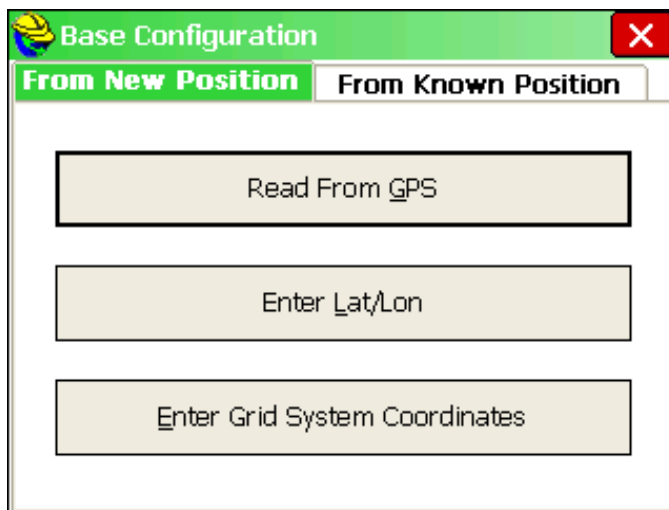 Base Configuration
From New Position
From Known Position
Read From GPS
Enter Lat/Lon
Enter Grid System Coordinates